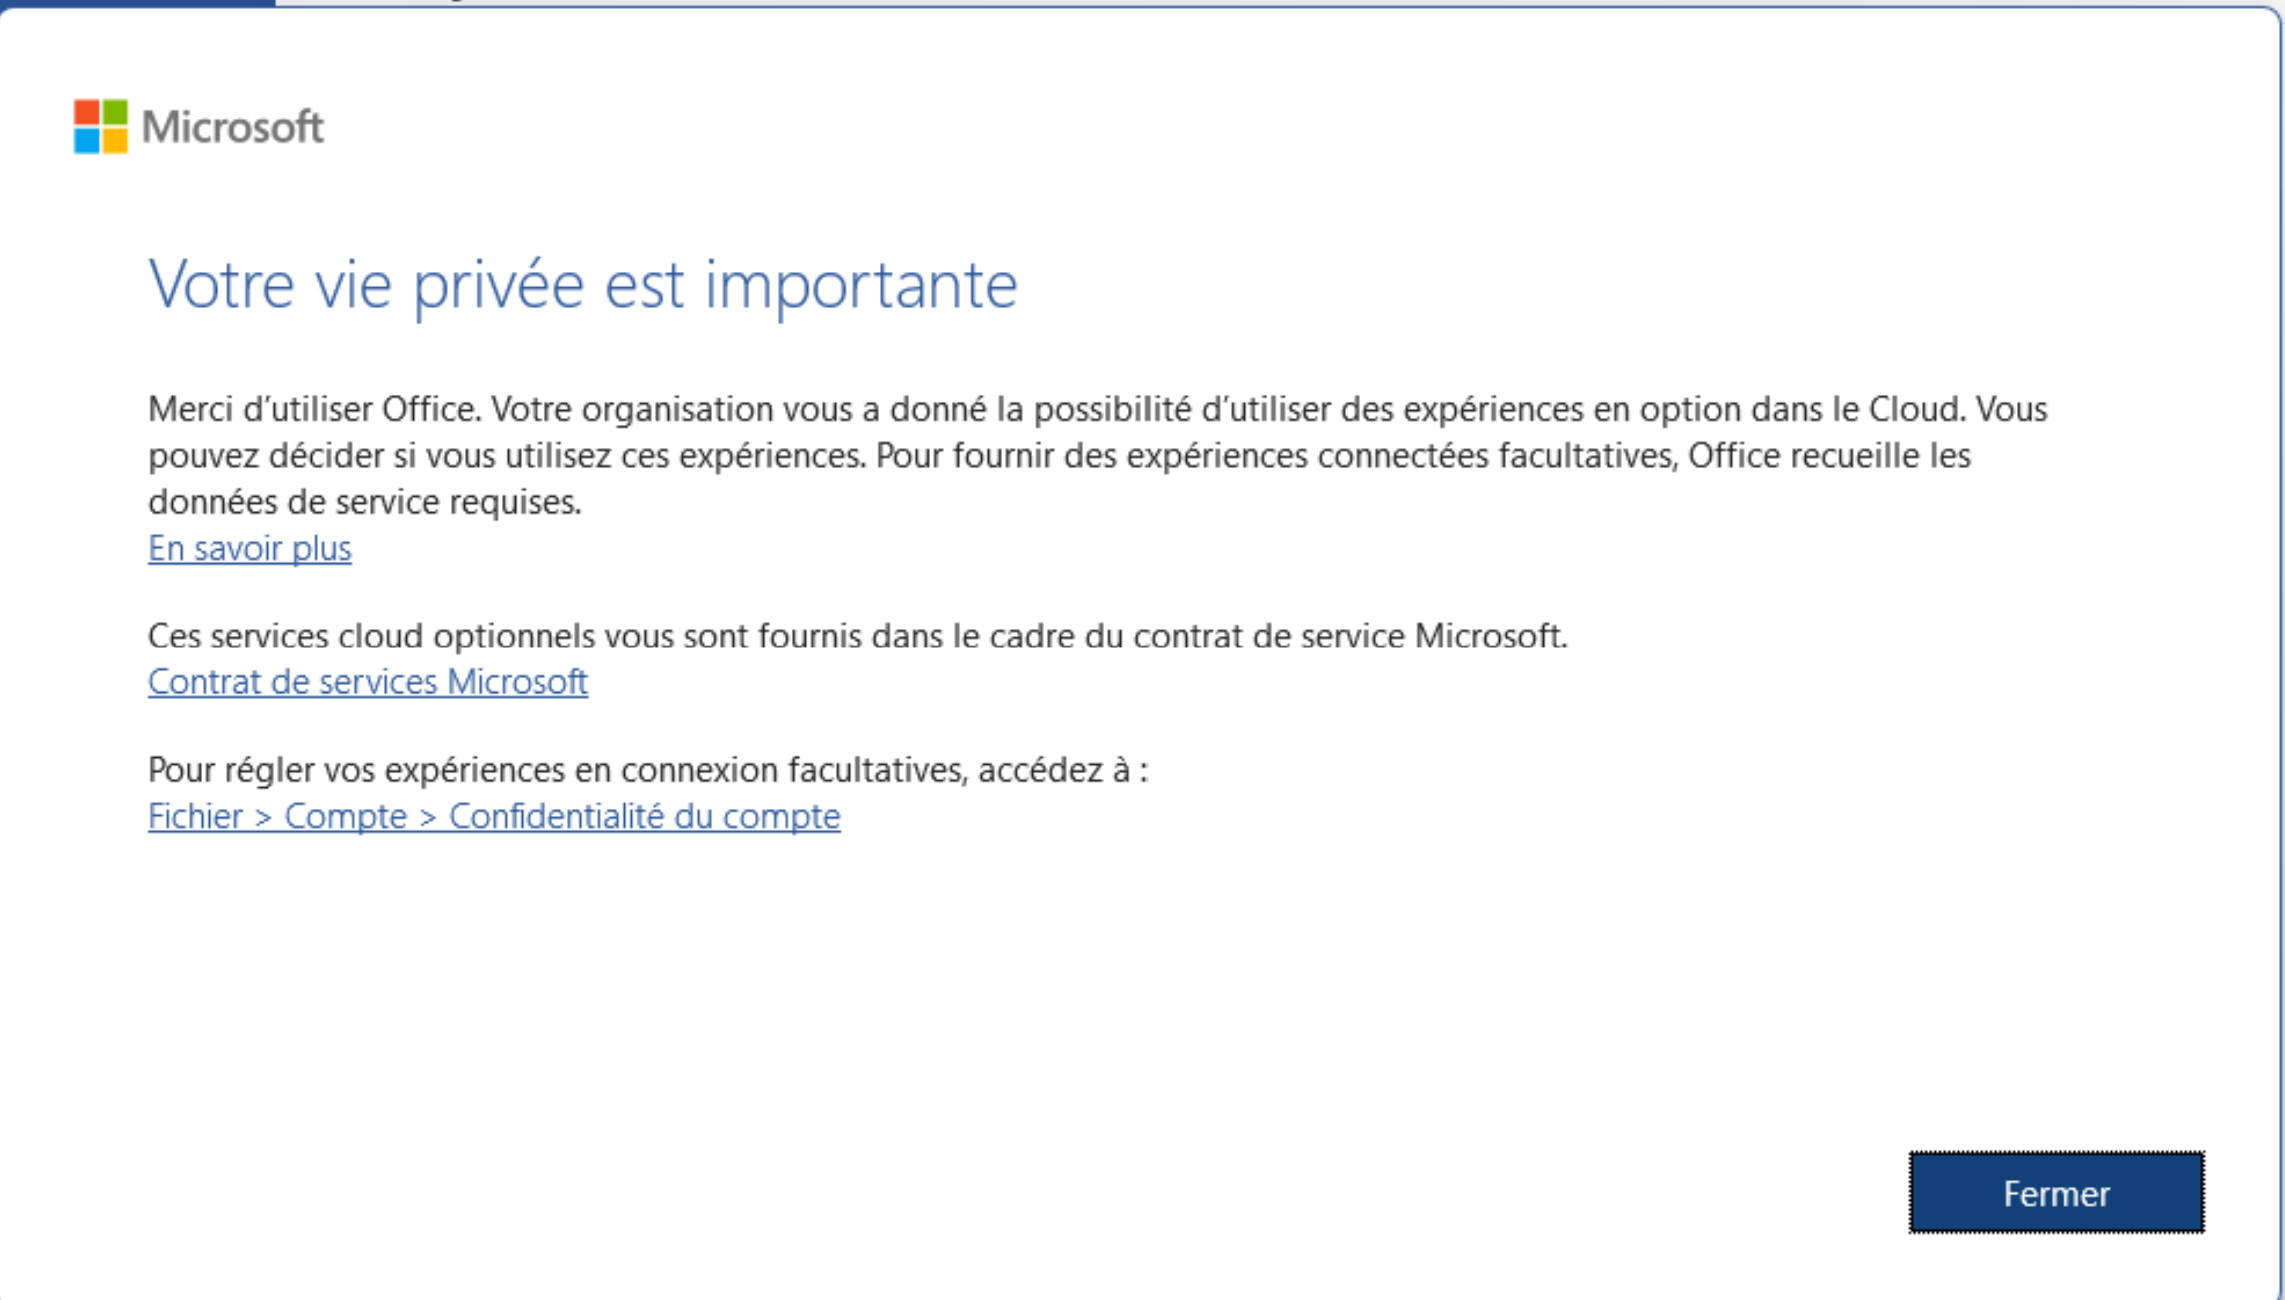 Microsoft
Votre vie privée est importante
Merci d’utiliser Office. Votre organisation vous a donné la possibilité d’utiliser des expériences en option dans le Cloud. Vous
pouvez décider si vous utilisez ces expériences. Pour fournir des expériences connectées facultatives, Office recueille les
données de service requises.
En savoir plus
Ces services cloud optionnels vous sont fournis dans le cadre du contrat de service Microsoft.
Contrat de services Microsoft
Pour régler vos expériences en connexion facultatives, accédez à :
Fichier > Compte > Confidentialité du compte
Fermer